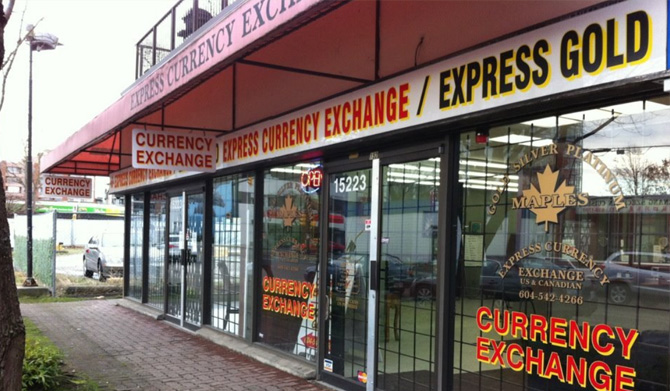 EXPRESS CURRENCY EXCHANGE
EXPRESS CURRENCY EXCHANGE / EXPRESS GOLD
CURRENCY
EXCHANGE
CURRENCY
EXCHANGE
15223
CURRENCY
EXCHANGE
GOLD SILVER PLATINUM
MAPLES
EXPRESS CURRENCY
EXCHANGE
US & CANADIAN
604-542-4266
CURRENCY
EXCHANGE